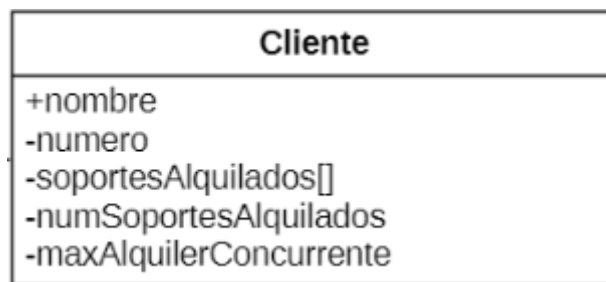 Cliente
+nombre
-numero
-soportesAlquilados[]
-numSoportesAlquilados
-maxAlquilerConcurrente